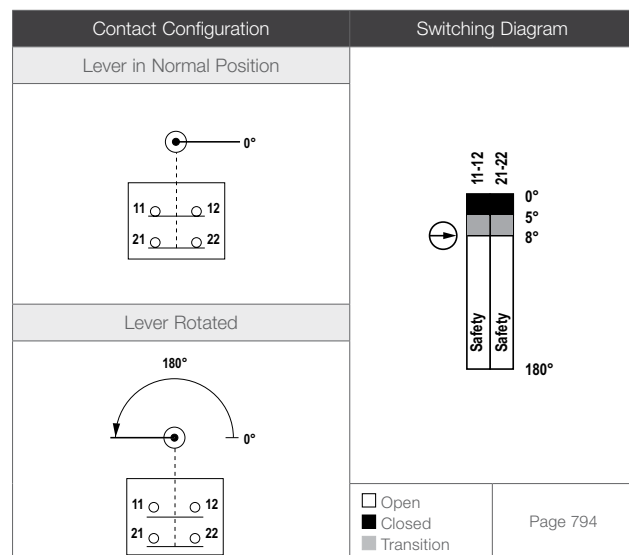 Contact Configuration
Switching Diagram
Lever in Normal Position
0°
11 12
21 22
Lever Rotated
180°
0°
11 12
21 22
11-12
21-22
0°
5°
8°
Safety
Safety
180°
Open
Closed
Transition
Page 794